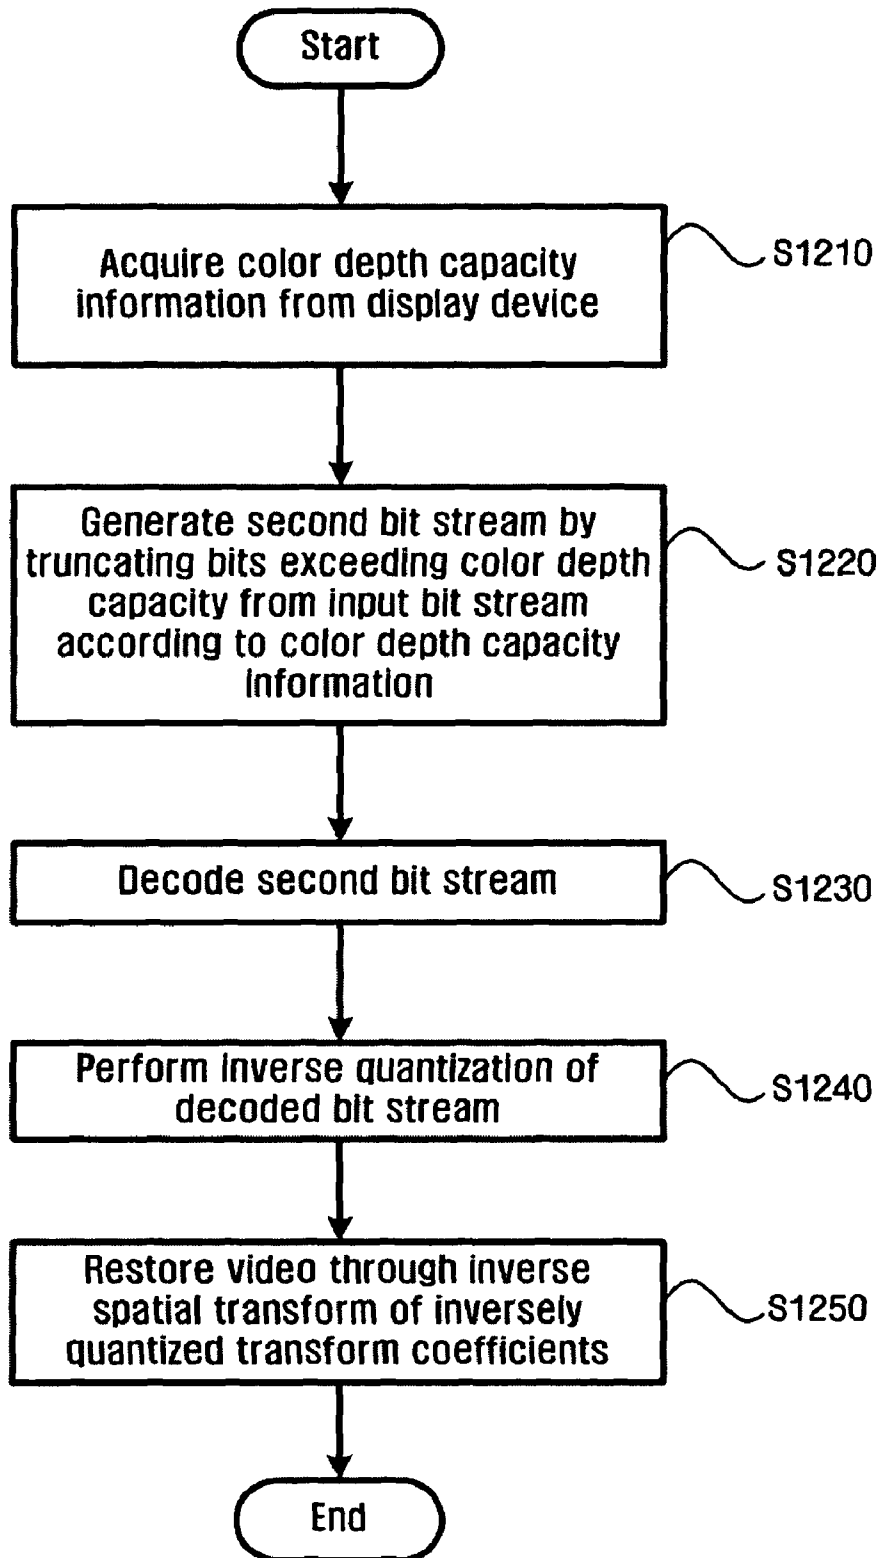 Start
Acquire color depth capacity
information from display device
S1210
Generate second bit stream by
truncating bits exceeding color depth
capacity from input bit stream
according to color depth capacity
information
S1220
Decode second bit stream
S1230
Perform inverse quantization of
decoded bit stream
S1240
Restore video through inverse
spatial transform of inversely
quantized transform coefficients
S1250
End